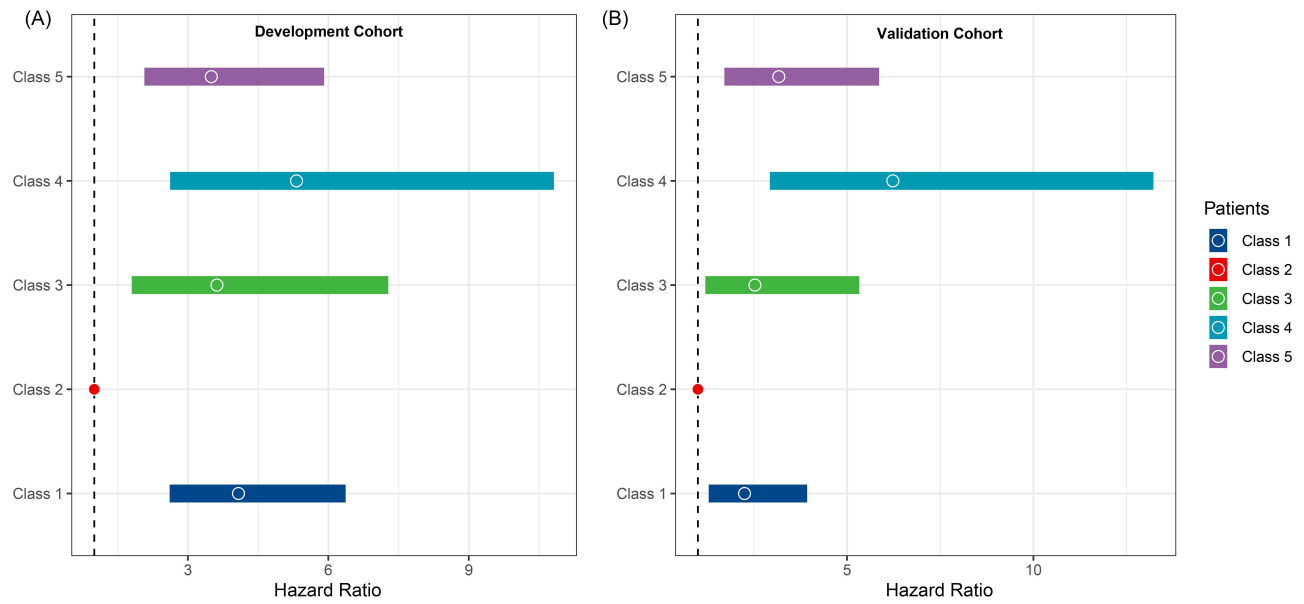 (A)
Development Cohort
Class 5
Class 4
Class 3
Class 2
Class 1
3 6 9
Hazard Ratio
(B)
Validation Cohort
Class 5
Class 4
Class 3
Class 2
Class 1
5 10
Hazard Ratio
Patients
Class 1
Class 2
Class 3
Class 4
Class 5